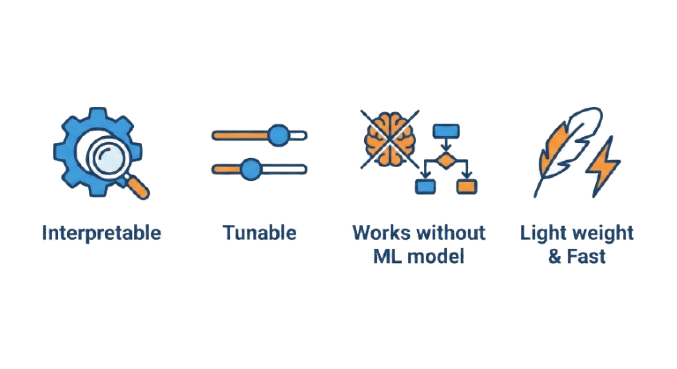 Interpretable
Tunable
Works without
ML model
Light weight
& Fast